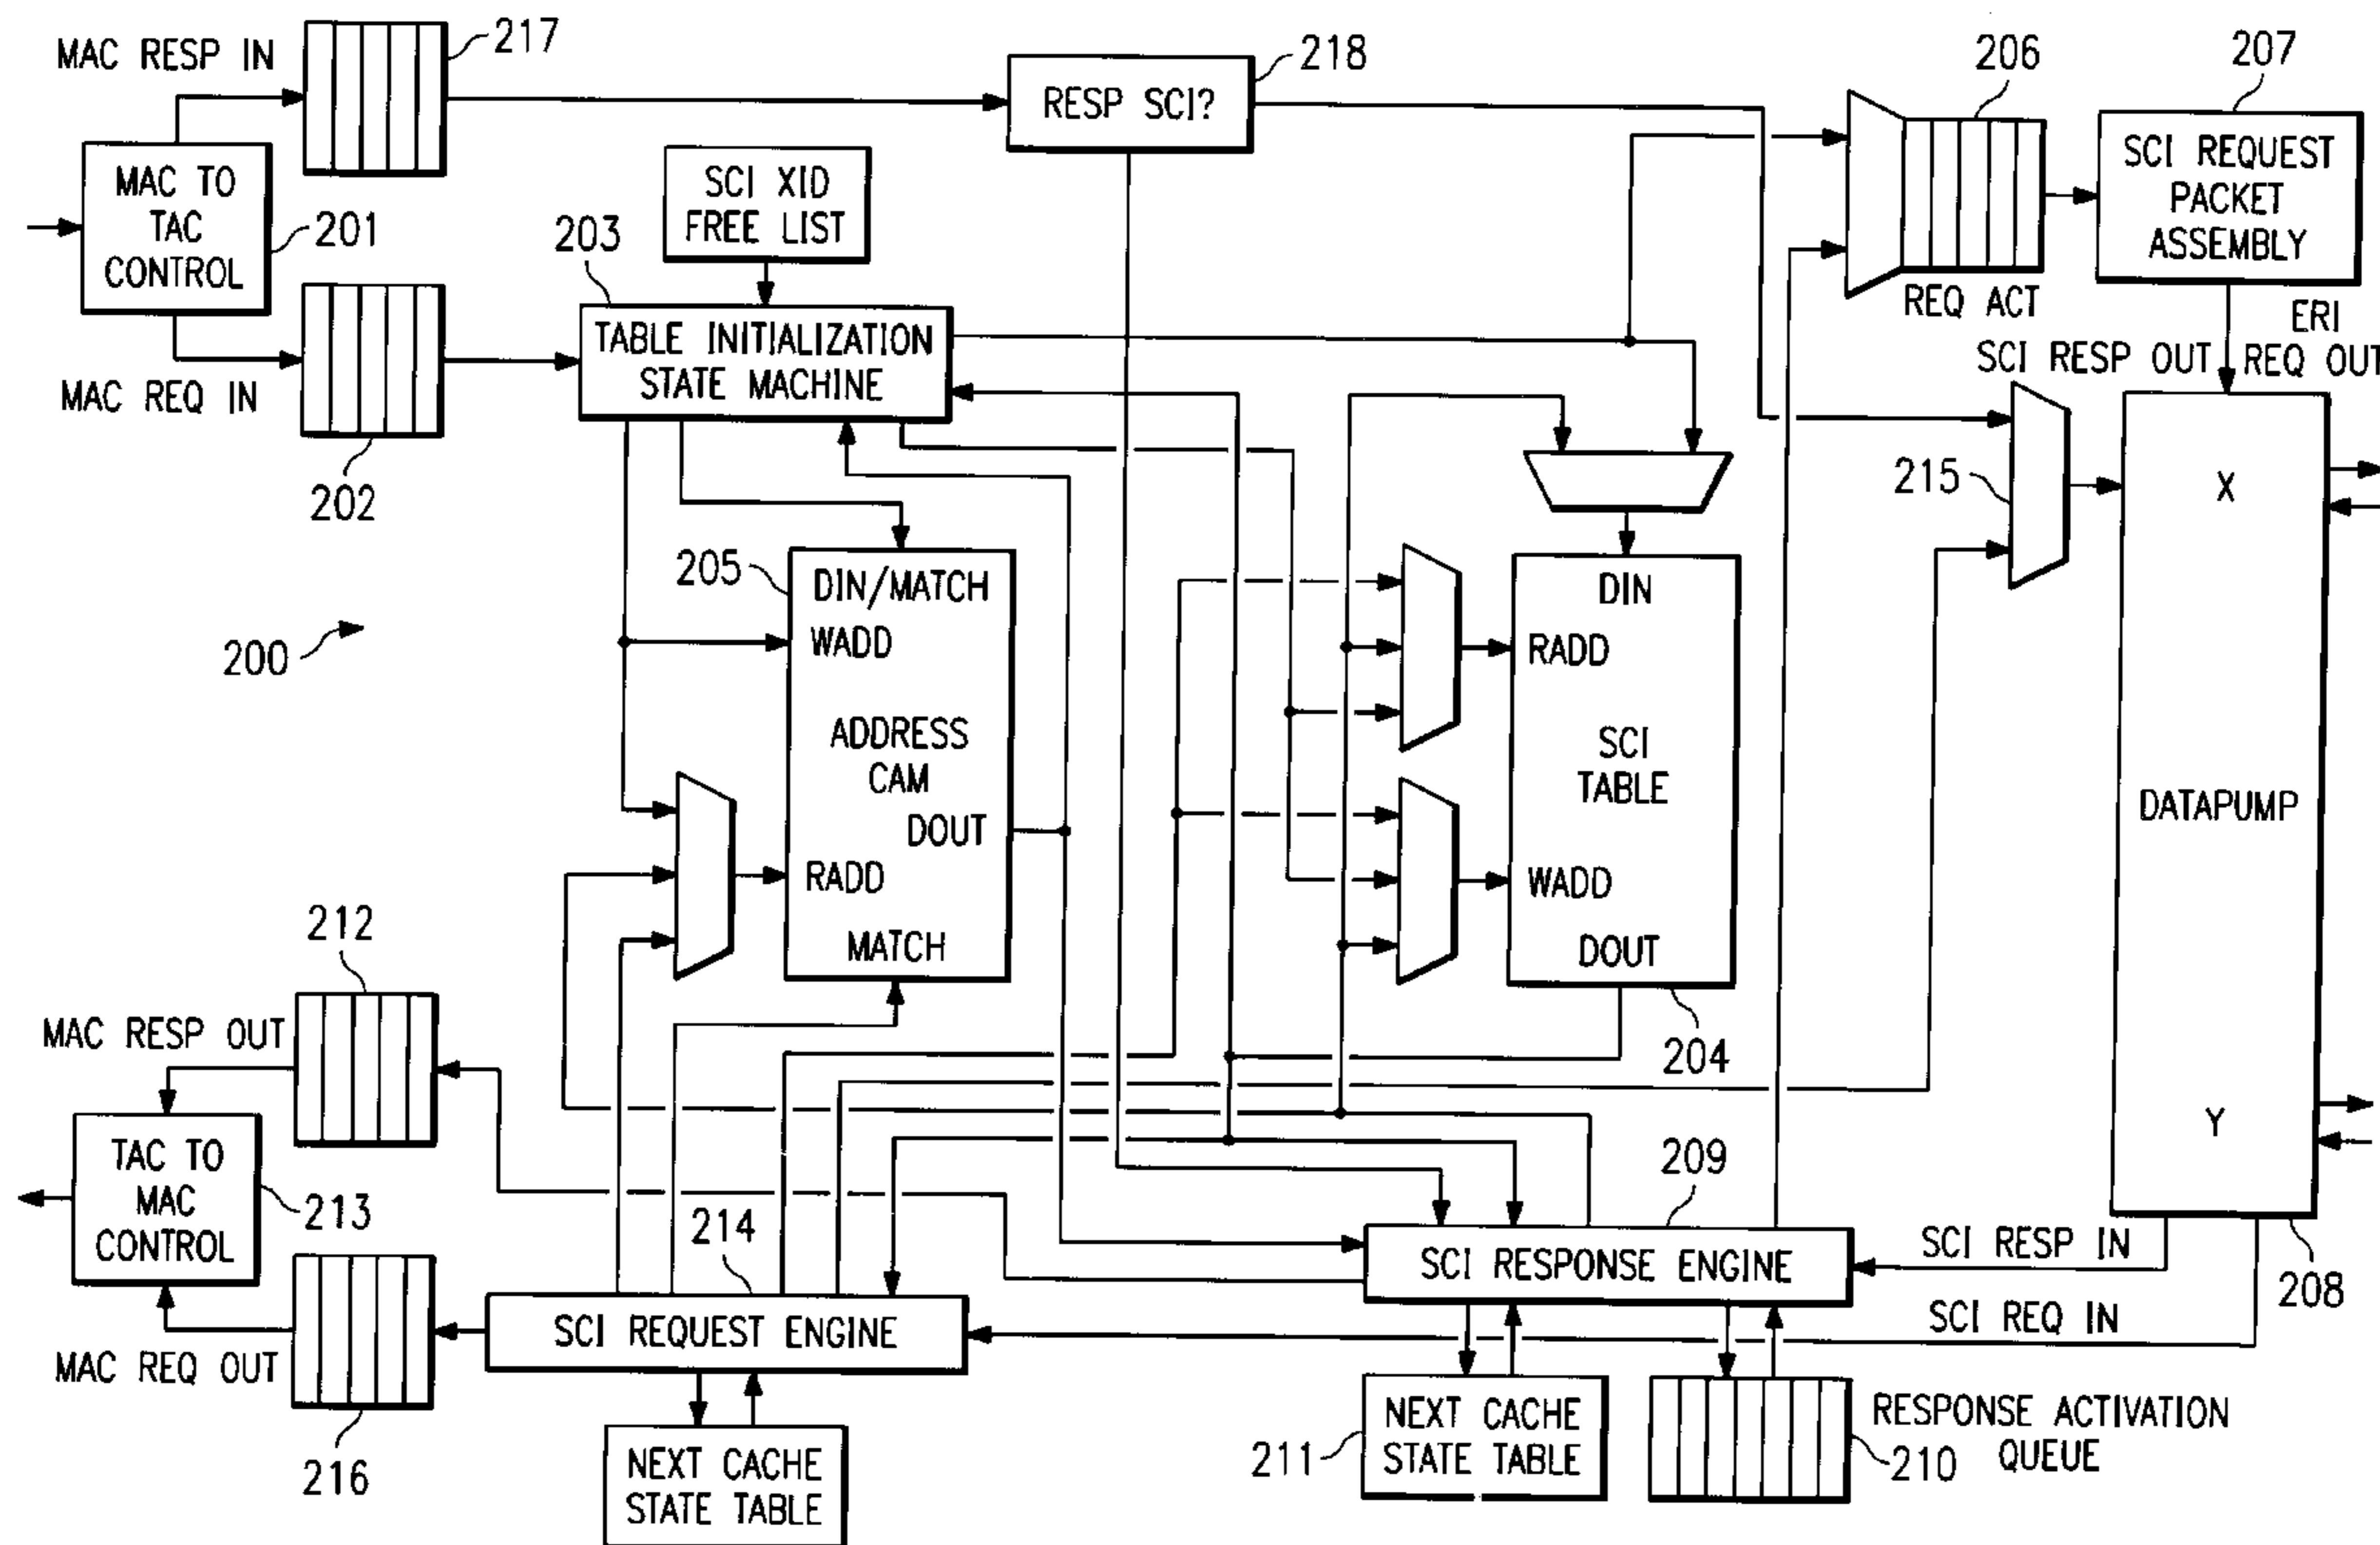 MAC RESP IN
217
218
RESP SCI?
206
207
MAC TO
TAC
CONTROL
201
SCI XID
FREE LIST
SCI REQUEST
PACKET
ASSEMBLY
203
REQ ACT
ERI
SCI RESP OUT
REQ OUT
MAC REQ IN
202
TABLE INITIALIZATION
STATE MACHINE
215
X
205
DIN/MATCH
WADD
ADDRESS
CAM
DOUT
RADD
MATCH
200
DIN
RADD
SCI
TABLE
WADD
DOUT
204
DATAPUMP
Y
212
MAC RESP OUT
TAC TO
MAC
CONTROL
213
214
209
SCI RESPONSE ENGINE
SCI RESP IN
208
SCI REQUEST ENGINE
SCI REQ IN
MAC REQ OUT
216
NEXT CACHE
STATE TABLE
211
NEXT CACHE
STATE TABLE
RESPONSE ACTIVATION
QUEUE
210